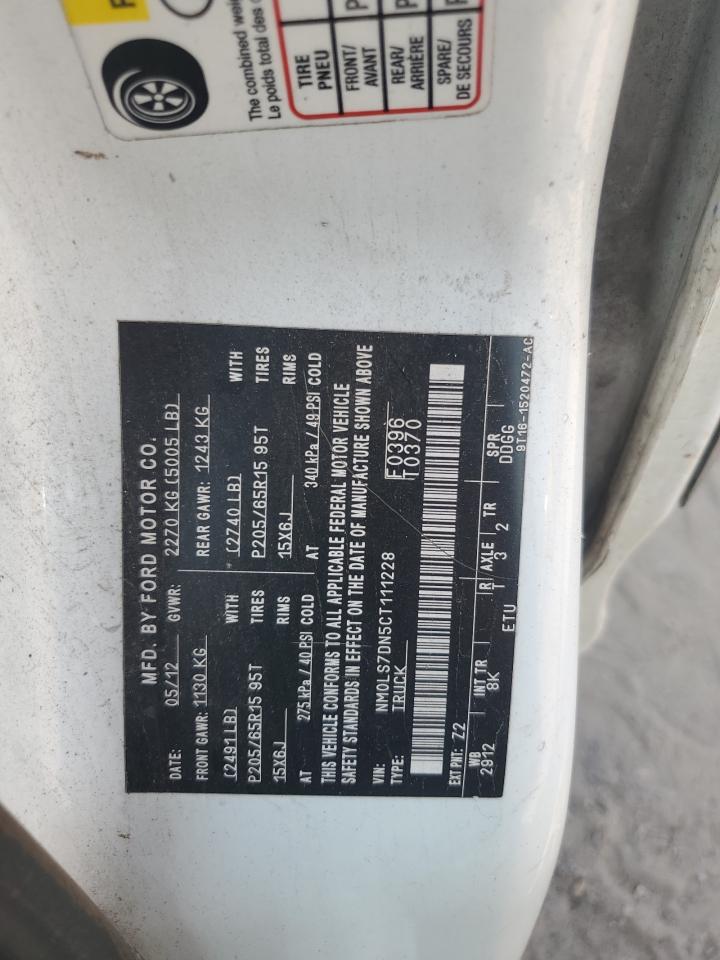 The combined
Le poids total des
TIRE
PNEU
FRONT/
AVANT
REAR/
ARRIÈRE
SPARE/
DE SECOURS
MFD. BY FORD MOTOR CO.
DATE: 05/12 GVWR: 2270 KG (5005 LB)
FRONT GAWR: 1130 KG REAR GAWR: 1243 KG
(2491LB) WITH (2740LB) WITH
P205/65R15 95T TIRES P205/65R15 95T TIRES
15X6J RIMS 15X6J RIMS
AT 275 kPa / 40 PSI COLD AT 340 kPa / 49 PSI COLD
THIS VEHICLE CONFORMS TO ALL APPLICABLE FEDERAL MOTOR VEHICLE
SAFETY STANDARDS IN EFFECT ON THE DATE OF MANUFACTURE SHOWN ABOVE
VIN: NM0LS7DN5CT111228 F0396
TYPE: TRUCK T0370
EXT PNT: Z2
WB INT TR R AXLE TR SPR
2912 8K 1 3 2 DDGG
ETU 9T16-1520472-AC